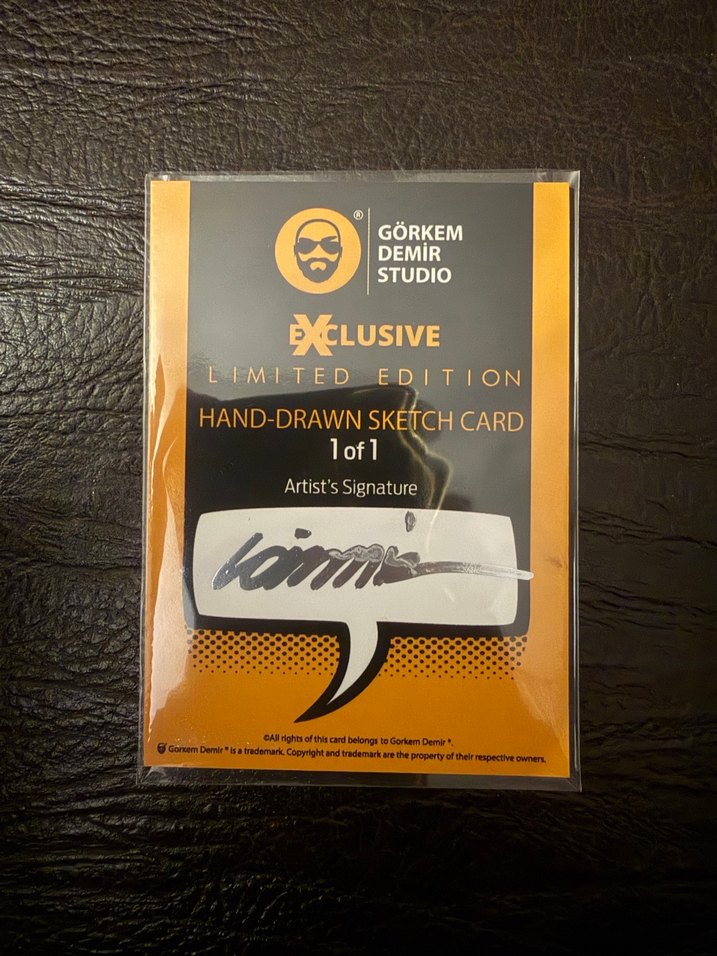 ®
GÖRKEM
DEMİR
STUDIO
EXCLUSIVE
LIMITED EDITION
HAND-DRAWN SKETCH CARD
1 of 1
Artist's Signature
©All rights of this card belongs to Gorkem Demir ®.
Gorkem Demir ® is a trademark. Copyright and trademark are the property of their respective owners.